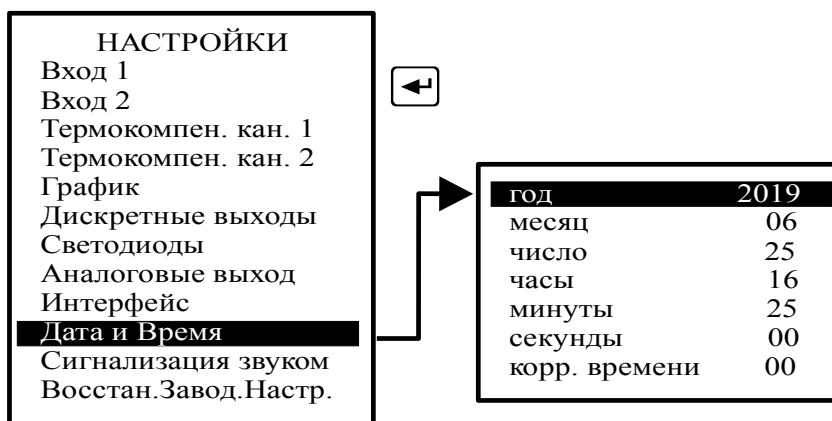 НАСТРОЙКИ
Вход 1
Вход 2
Термокомпен. кан. 1
Термокомпен. кан. 2
График
Дискретные выходы
Светодиоды
Аналоговые выход
Интерфейс
Дата и Время
Сигнализация звуком
Восстан.Завод.Настр.
год 2019
месяц 06
число 25
часы 16
минуты 25
секунды 00
корр. времени 00